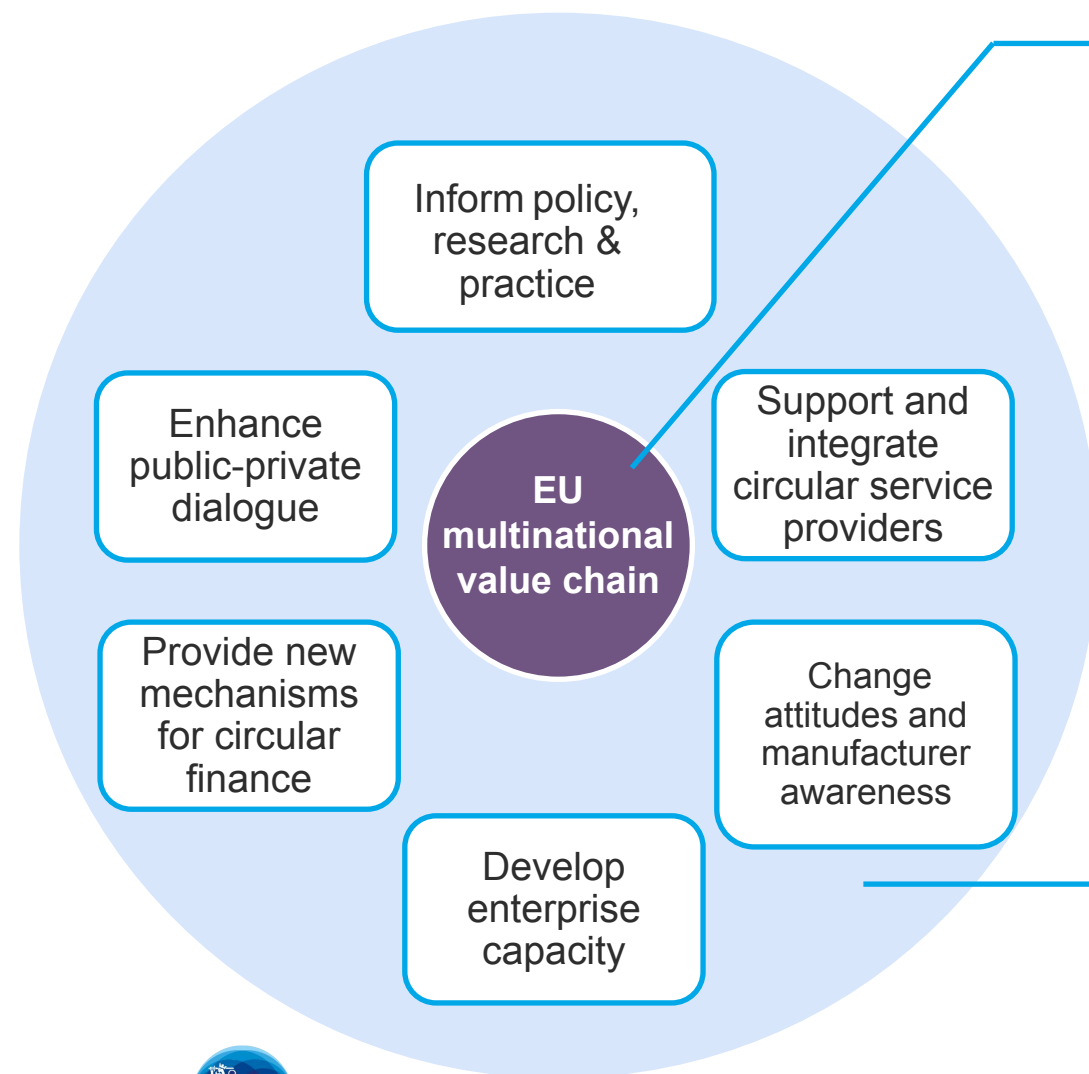 Inform policy,
research &
practice
Enhance
public-private
dialogue
Support and
integrate
circular service
providers
EU
multinational
value chain
Provide new
mechanisms
for circular
finance
Change
attitudes and
manufacturer
awareness
Develop
enterprise
capacity